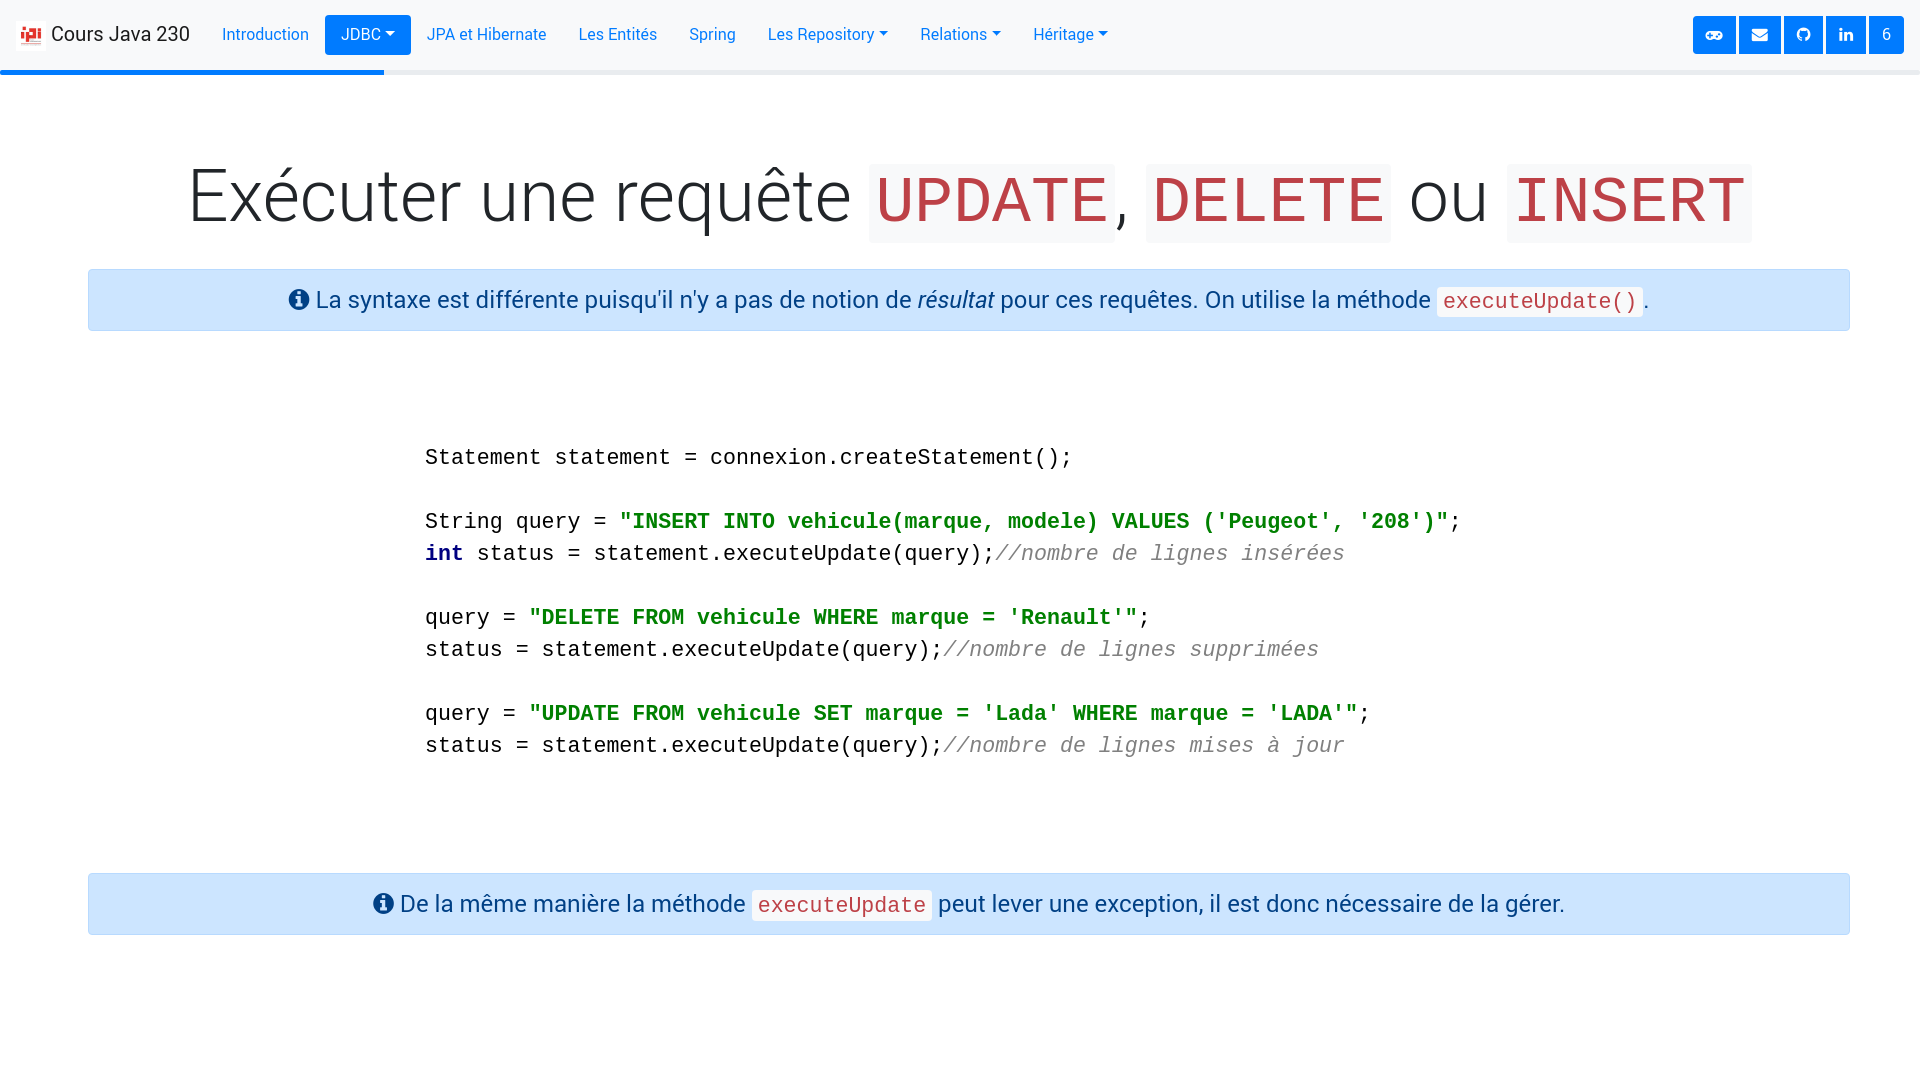 Cours Java 230 Introduction JDBC JPA et Hibernate Les Entités Spring Les Repository Relations Héritage 6
Exécuter une requête UPDATE, DELETE ou INSERT
La syntaxe est différente puisqu'il n'y a pas de notion de résultat pour ces requêtes. On utilise la méthode executeUpdate().
Statement statement = connexion.createStatement();
String query = "INSERT INTO vehicule(marque, modele) VALUES ('Peugeot', '208')";
int status = statement.executeUpdate(query);//nombre de lignes insérées
query = "DELETE FROM vehicule WHERE marque = 'Renault'";
status = statement.executeUpdate(query);//nombre de lignes supprimées
query = "UPDATE FROM vehicule SET marque = 'Lada' WHERE marque = 'LADA'";
status = statement.executeUpdate(query);//nombre de lignes mises à jour
De la même manière la méthode executeUpdate peut lever une exception, il est donc nécessaire de la gérer.